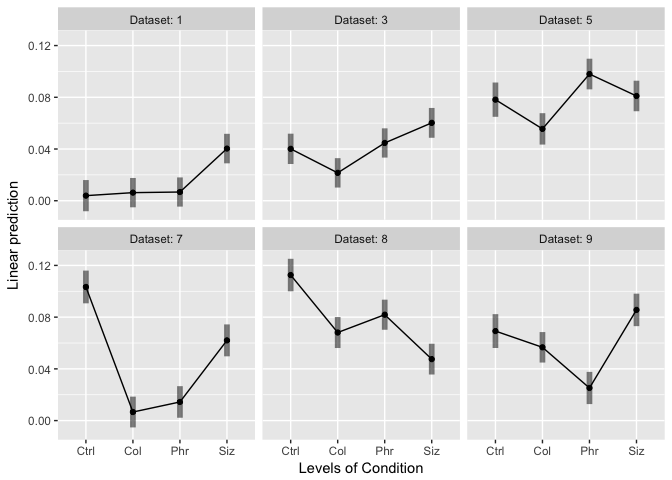 Dataset: 1
Dataset: 3
Dataset: 5
0.12
0.08
0.04
0.00
Linear prediction
Dataset: 7
Dataset: 8
Dataset: 9
0.12
0.08
0.04
0.00
Ctrl Col Phr Siz
Ctrl Col Phr Siz
Ctrl Col Phr Siz
Levels of Condition